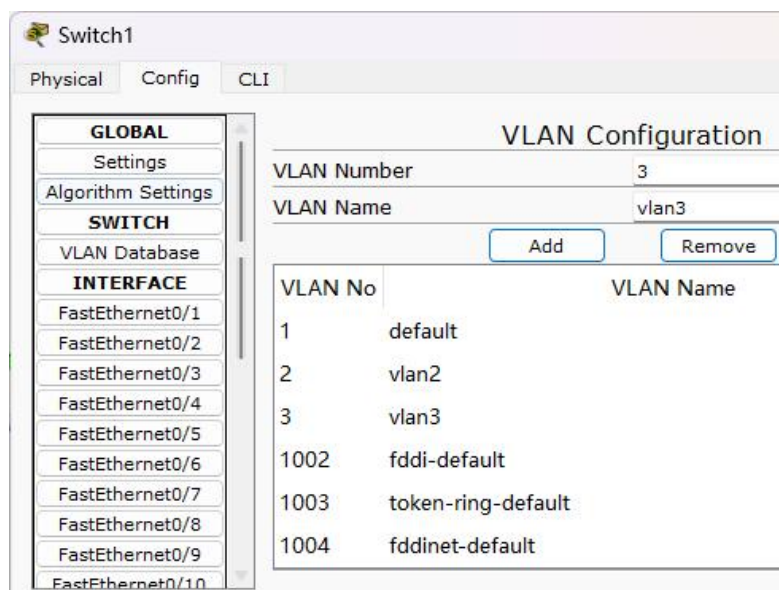 Switch1
Physical Config CLI
GLOBAL
Settings
Algorithm Settings
SWITCH
VLAN Database
INTERFACE
FastEthernet0/1
FastEthernet0/2
FastEthernet0/3
FastEthernet0/4
FastEthernet0/5
FastEthernet0/6
FastEthernet0/7
FastEthernet0/8
FastEthernet0/9
FastEthernet0/10
VLAN Configuration
VLAN Number 3
VLAN Name vlan3
Add Remove
VLAN No VLAN Name
1 default
2 vlan2
3 vlan3
1002 fddi-default
1003 token-ring-default
1004 fddinet-default